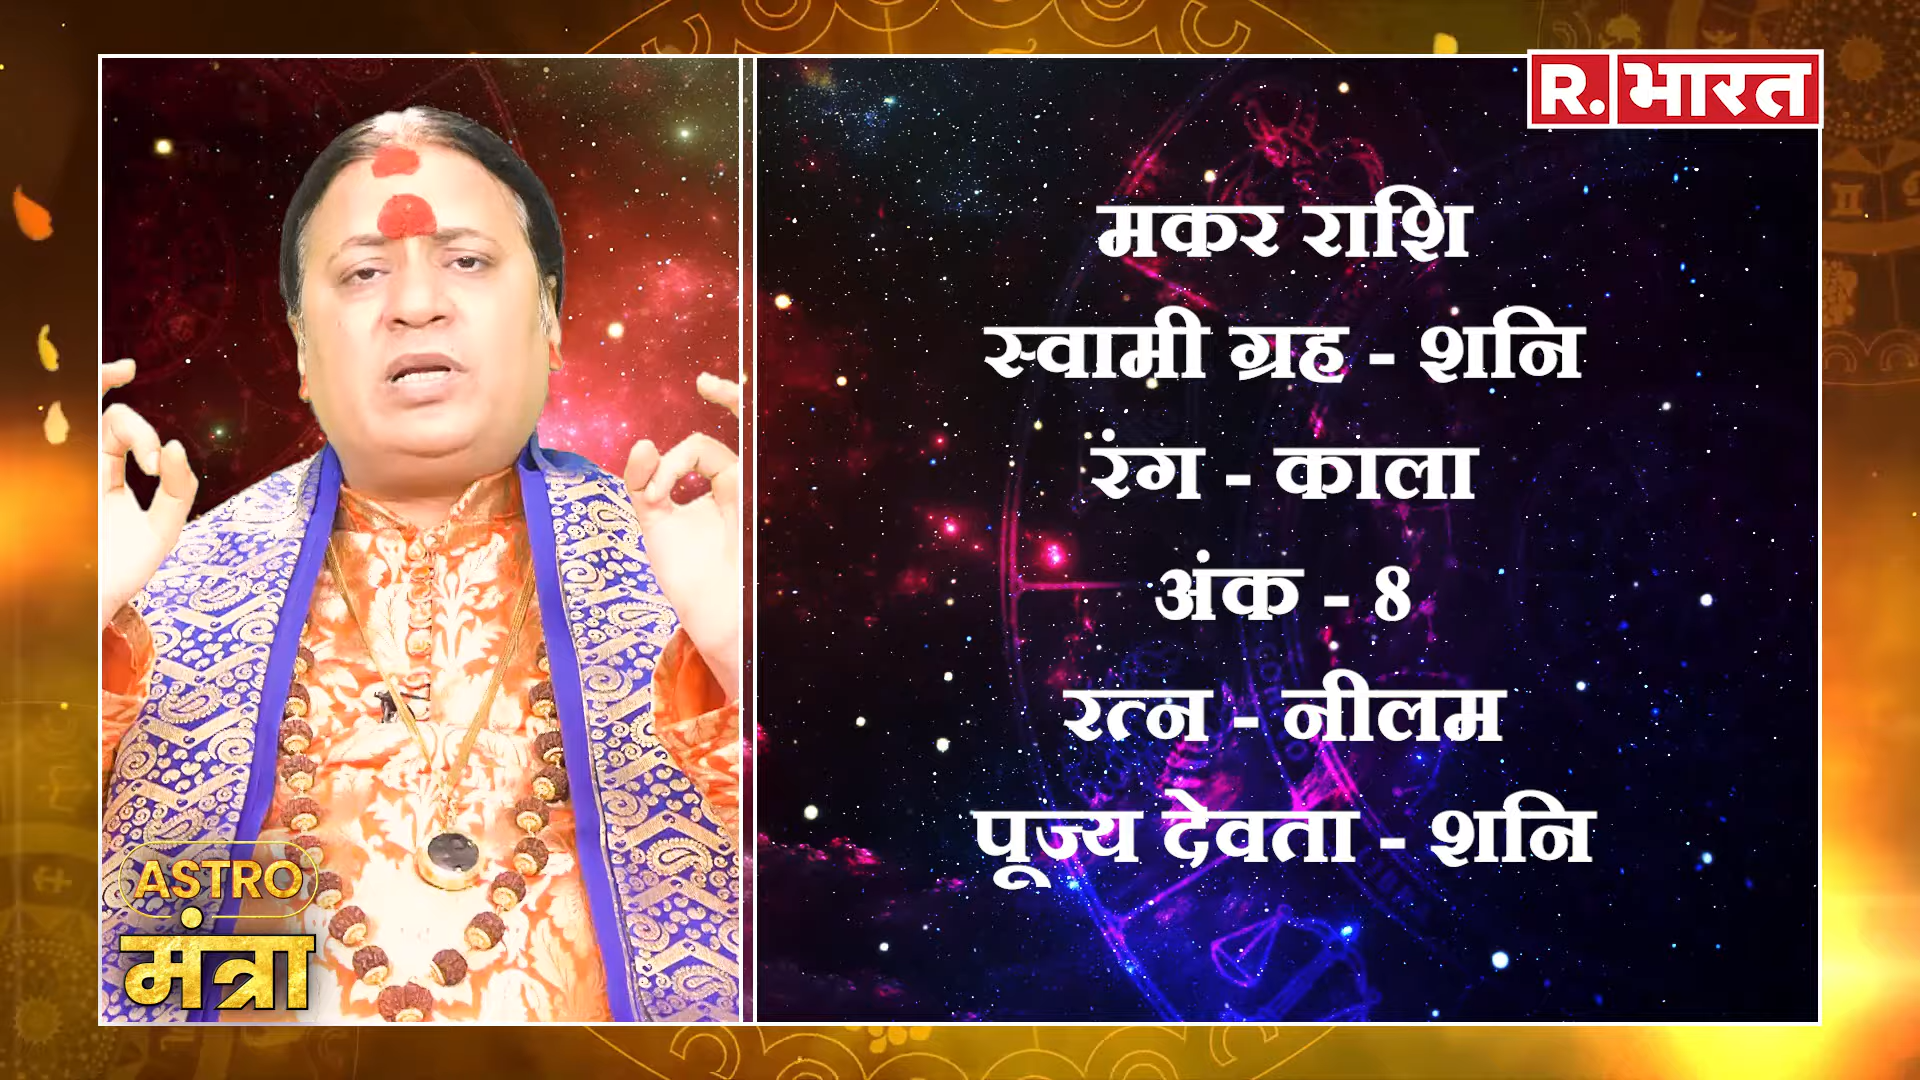 R. भारत
मकर राशि
स्वामी ग्रह - शनि
रंग - काला
अंक - 8
रत्न - नीलम
पूज्य देवता - शनि
ASTRO
मंत्रा